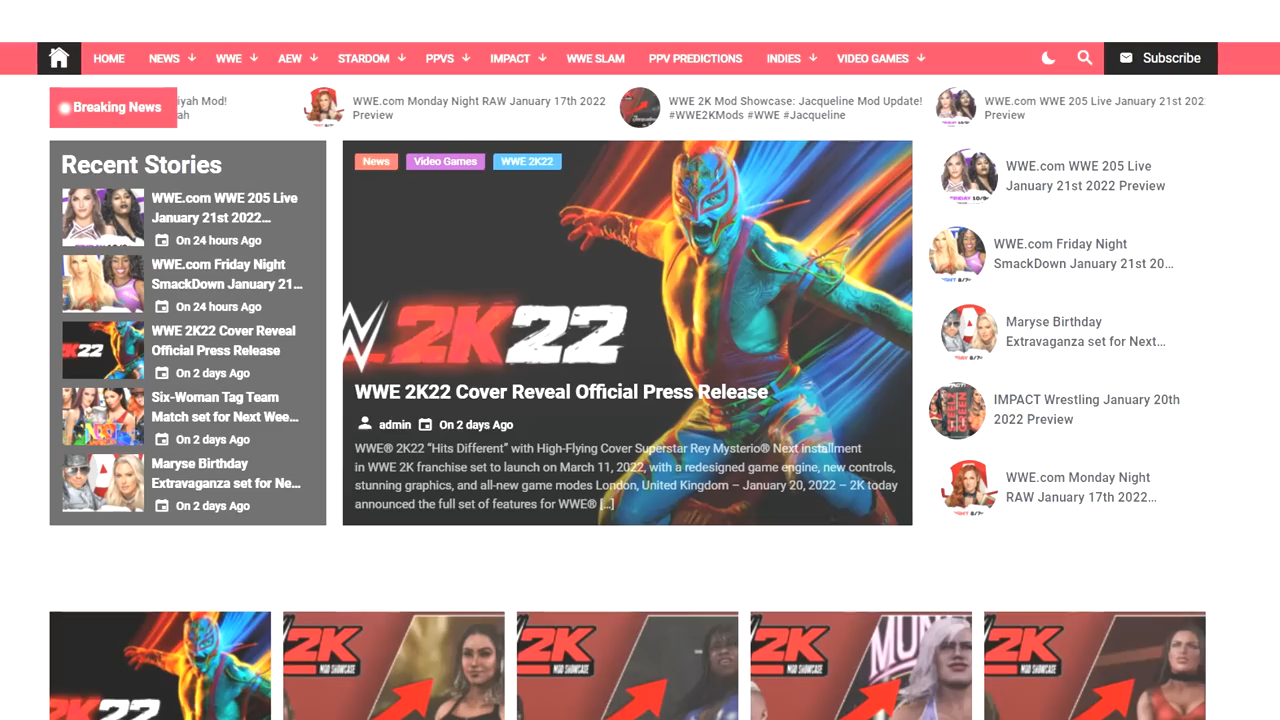 HOME NEWS WWE AEW STARDOM PPVS IMPACT WWE SLAM PPV PREDICTIONS INDIES VIDEO GAMES Subscribe
Breaking News
iyah Mod!
ah
WWE.com Monday Night RAW January 17th 2022
Preview
WWE 2K Mod Showcase: Jacqueline Mod Update!
#WWE2KMods #WWE #Jacqueline
WWE.com WWE 205 Live January 21st 202
Preview
Recent Stories
WWE.com WWE 205 Live
January 21st 2022...
On 24 hours Ago
WWE.com Friday Night
SmackDown January 21...
On 24 hours Ago
WWE 2K22 Cover Reveal
Official Press Release
On 2 days Ago
Six-Woman Tag Team
Match set for Next Wee...
On 2 days Ago
Maryse Birthday
Extravaganza set for Ne...
On 2 days Ago
News Video Games WWE 2K22
2K22
WWE 2K22 Cover Reveal Official Press Release
admin On 2 days Ago
WWE® 2K22 “Hits Different” with High-Flying Cover Superstar Rey Mysterio® Next installment
in WWE 2K franchise set to launch on March 11, 2022, with a redesigned game engine, new controls,
stunning graphics, and all-new game modes London, United Kingdom – January 20, 2022 – 2K today
announced the full set of features for WWE® [...]
WWE.com WWE 205 Live
January 21st 2022 Preview
WWE.com Friday Night
SmackDown January 21st 20...
Maryse Birthday
Extravaganza set for Next...
IMPACT Wrestling January 20th
2022 Preview
WWE.com Monday Night
RAW January 17th 2022...
2K22
2K
MOD SHOWCASE
2K
MOD SHOWCASE
2K
MOD SHOWCASE
2K
MOD SHOWCASE